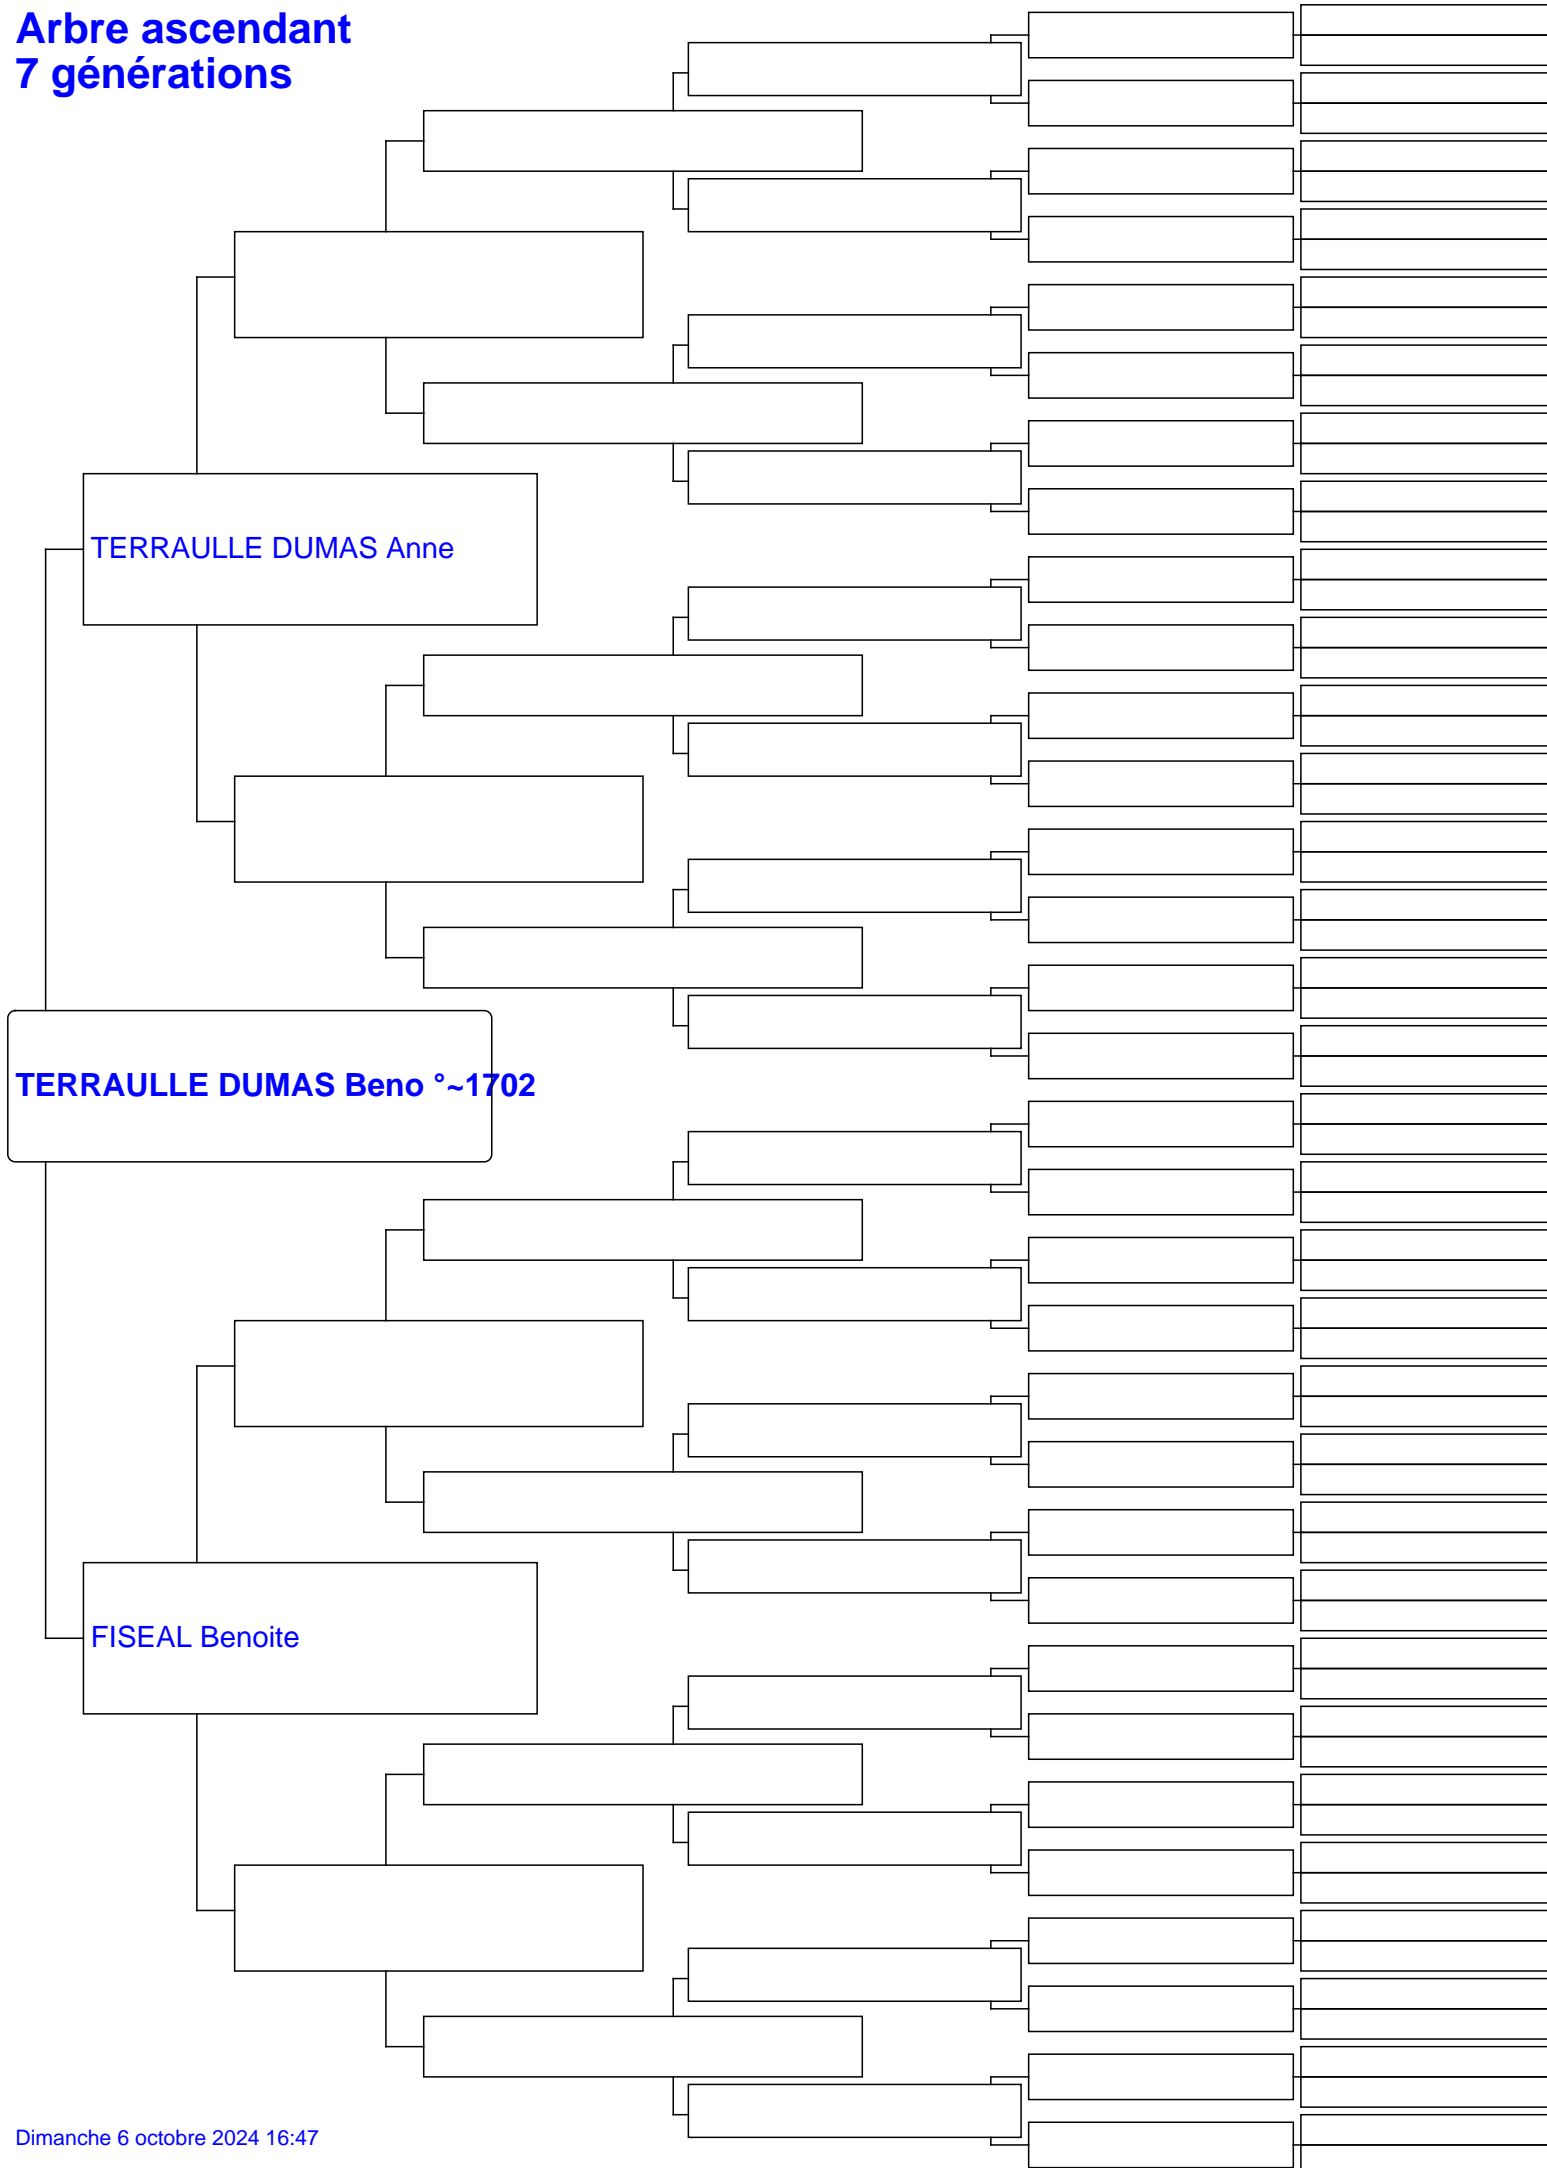 Arbre ascendant
7 générations
TERRAULLE DUMAS Anne
TERRAULLE DUMAS Beno °~1702
FISEAL Benoite
Dimanche 6 octobre 2024 16:47